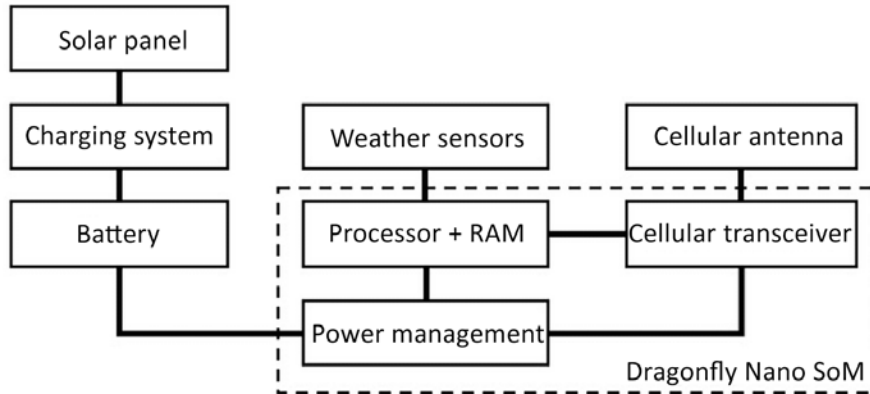 Solar panel
Charging system
Weather sensors
Cellular antenna
Battery
Processor + RAM
Cellular transceiver
Power management
Dragonfly Nano SoM